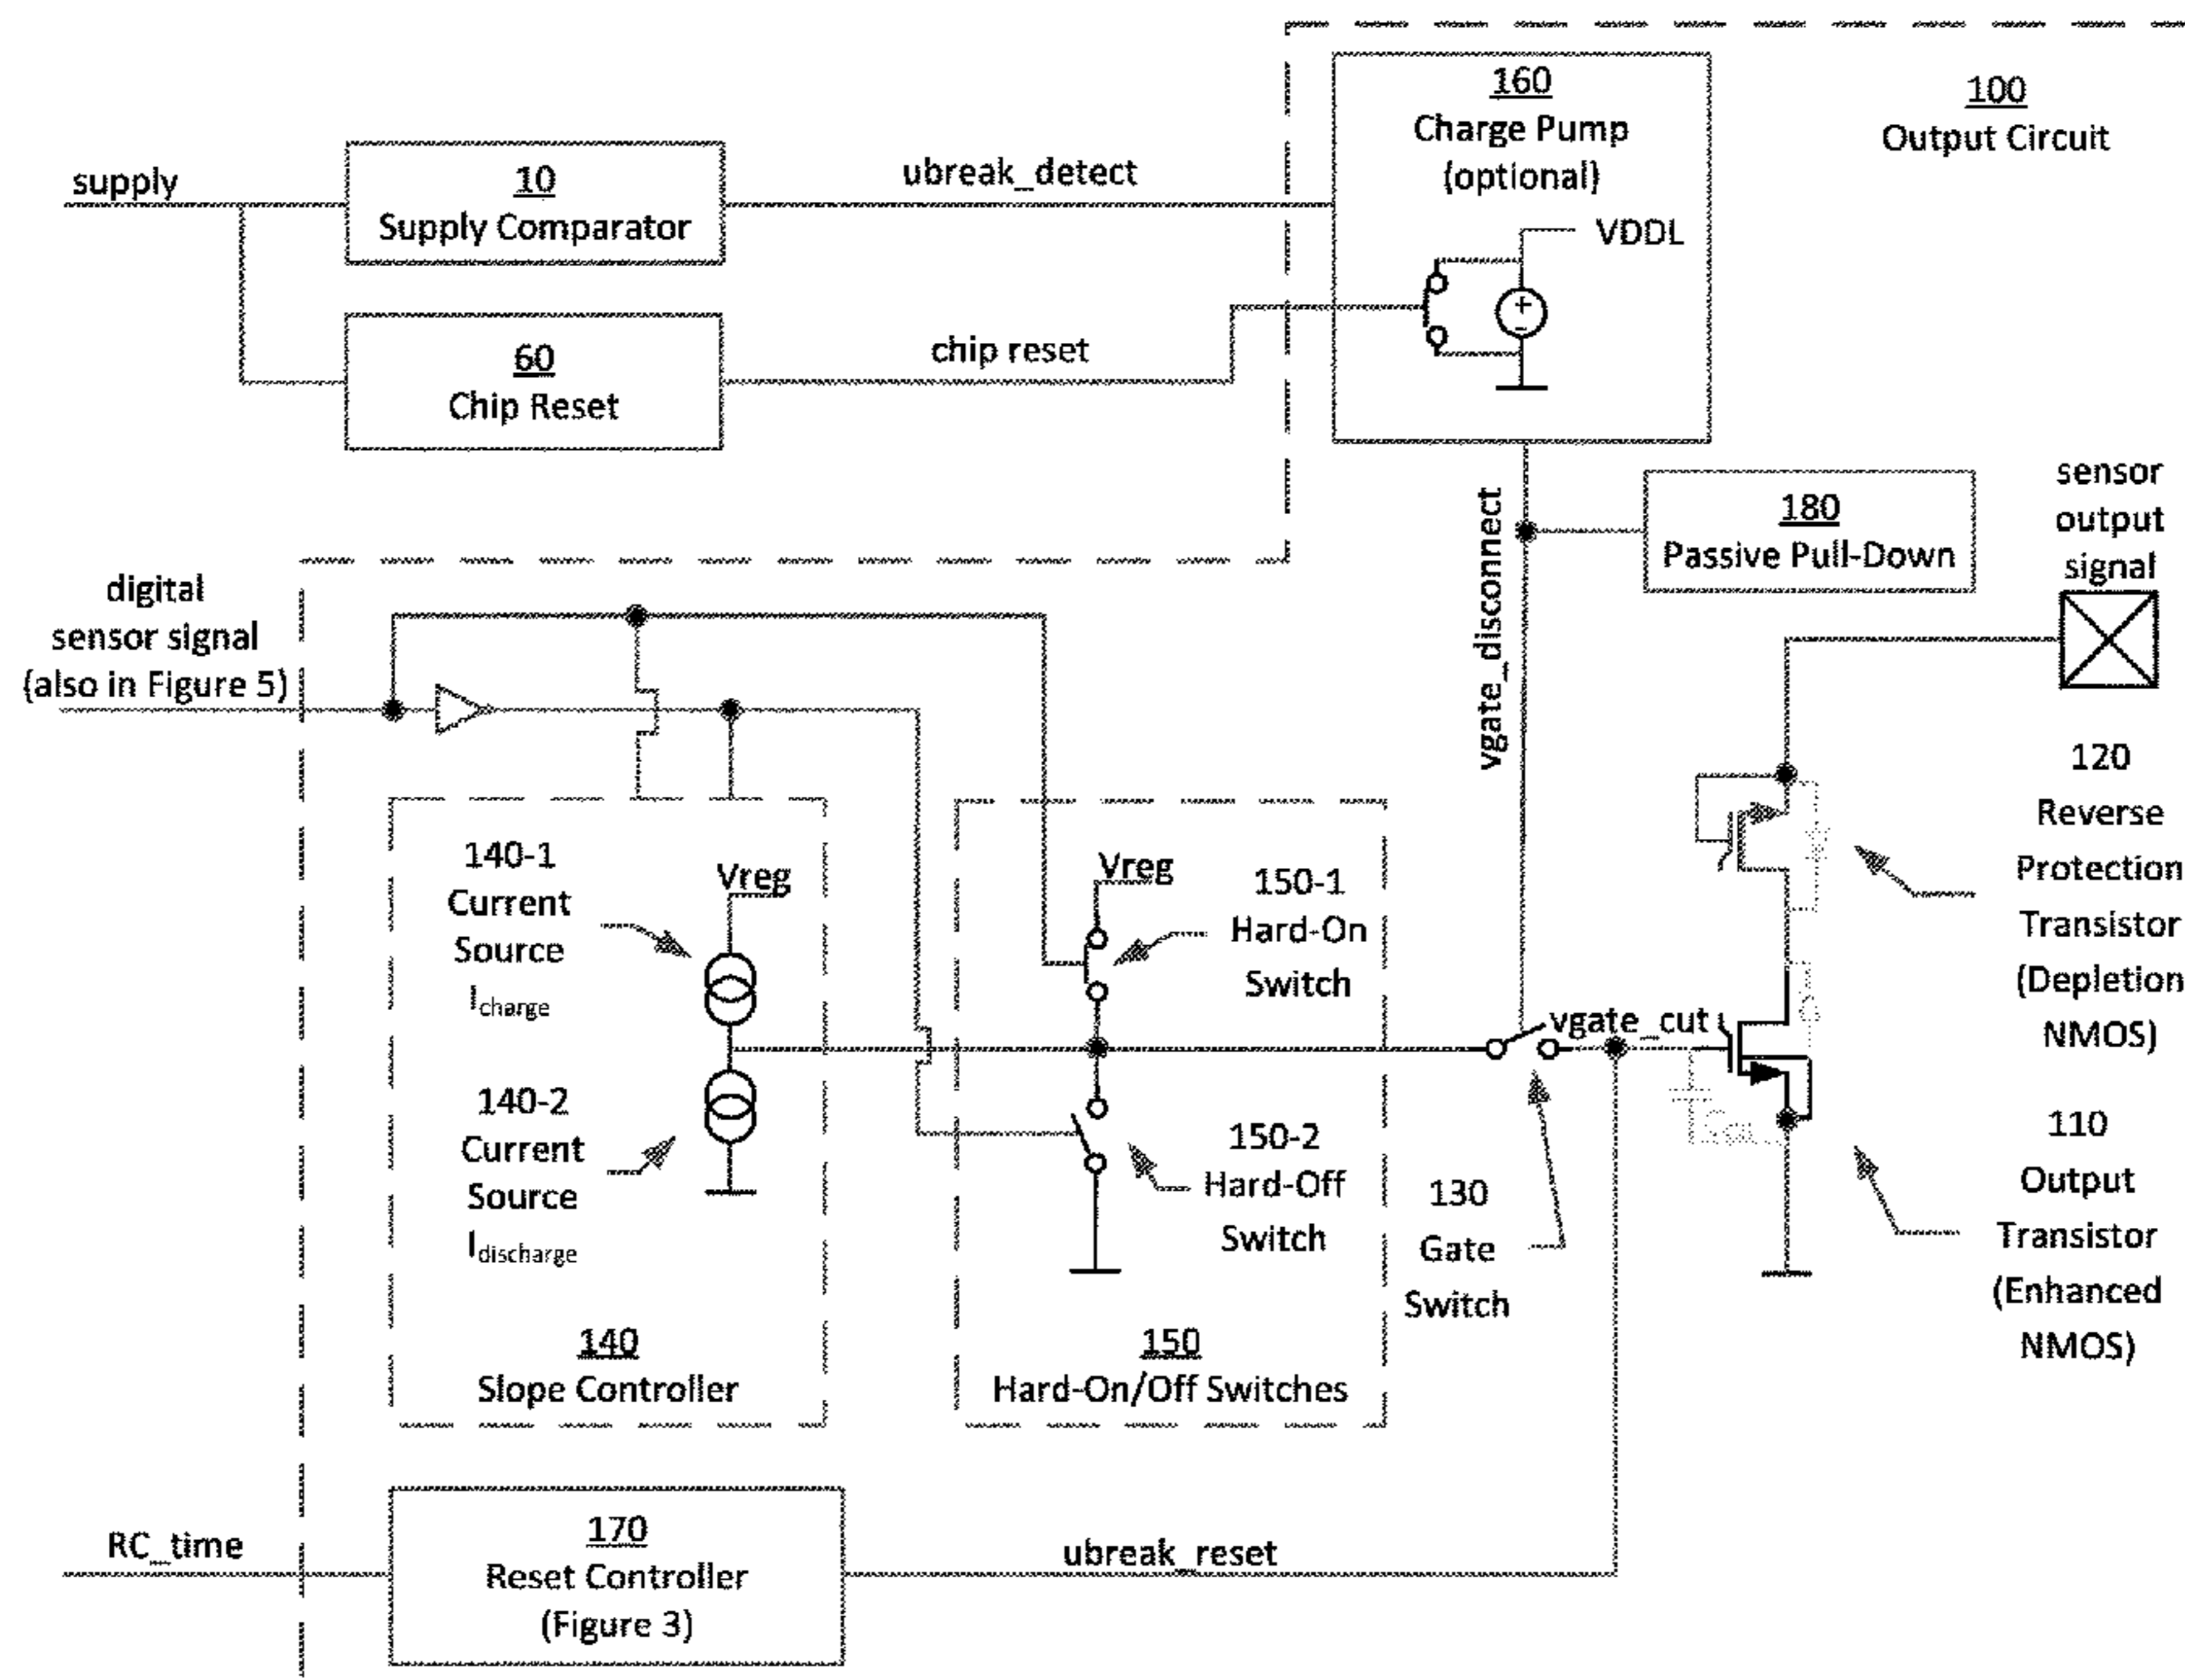 160
Charge Pump
(optional)
VDDL
100
Output Circuit
supply
10
Supply Comparator
ubreak_detect
60
Chip Reset
chip reset
vgate_disconnect
180
Passive Pull-Down
sensor
output
signal
digital
sensor signal
(also in Figure 5)
140-1
Current
Source
Icharge
Vreg
140-2
Current
Source
Idischarge
140
Slope Controller
Vreg
150-1
Hard-On
Switch
150-2
Hard-Off
Switch
150
Hard-On/Off Switches
130
Gate
Switch
vgate_cut
120
Reverse
Protection
Transistor
(Depletion
NMOS)
110
Output
Transistor
(Enhanced
NMOS)
RC_time
170
Reset Controller
(Figure 3)
ubreak_reset